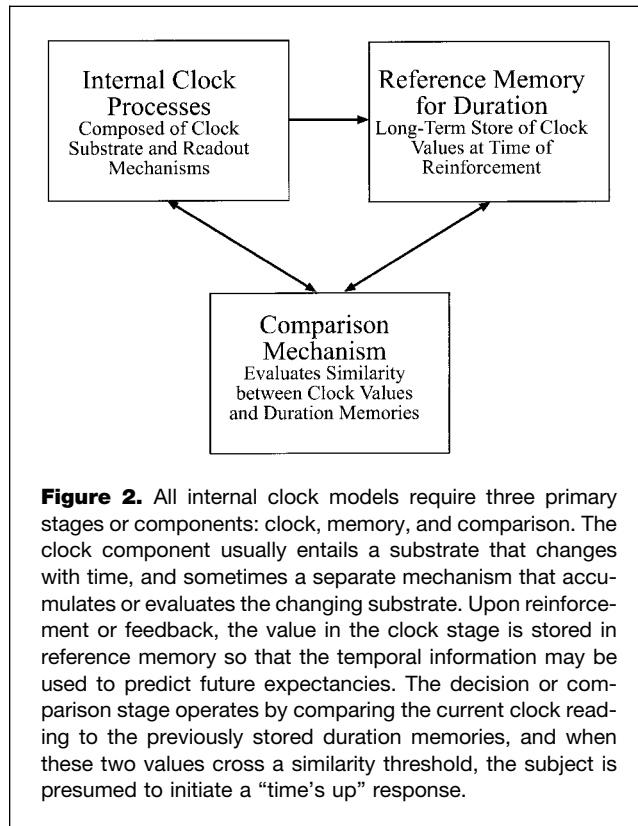 Internal Clock
Processes
Composed of Clock
Substrate and Readout
Mechanisms
Reference Memory
for Duration
Long-Term Store of Clock
Values at Time of
Reinforcement
Comparison
Mechanism
Evaluates Similarity
between Clock Values
and Duration Memories
Figure 2. All internal clock models require three primary
stages or components: clock, memory, and comparison. The
clock component usually entails a substrate that changes
with time, and sometimes a separate mechanism that accu-
mulates or evaluates the changing substrate. Upon reinforce-
ment or feedback, the value in the clock stage is stored in
reference memory so that the temporal information may be
used to predict future expectancies. The decision or com-
parison stage operates by comparing the current clock read-
ing to the previously stored duration memories, and when
these two values cross a similarity threshold, the subject is
presumed to initiate a “time’s up” response.